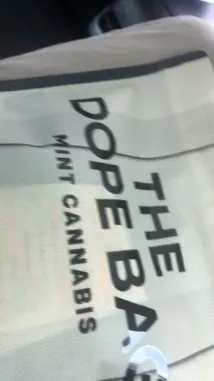 THE
DOPE BA
MINT CANNABIS